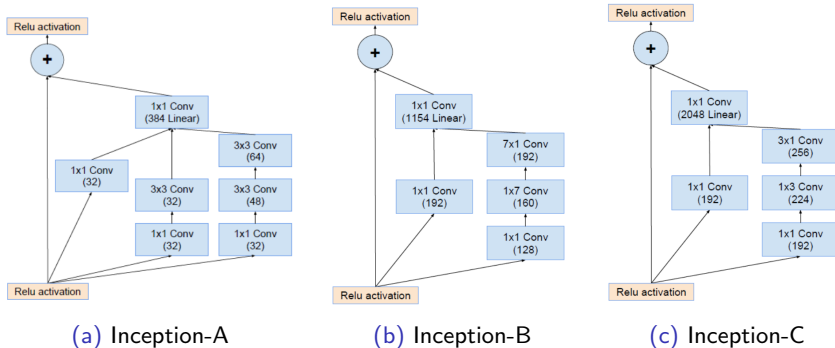 Relu activation
+
1x1 Conv
(384 Linear)
3x3 Conv
(64)
1x1 Conv
(32)
3x3 Conv
(32)
3x3 Conv
(48)
1x1 Conv
(32)
1x1 Conv
(32)
Relu activation
(a) Inception-A
Relu activation
+
1x1 Conv
(1154 Linear)
7x1 Conv
(192)
1x1 Conv
(192)
1x7 Conv
(160)
1x1 Conv
(128)
Relu activation
(b) Inception-B
Relu activation
+
1x1 Conv
(2048 Linear)
3x1 Conv
(256)
1x1 Conv
(192)
1x3 Conv
(224)
1x1 Conv
(192)
Relu activation
(c) Inception-C